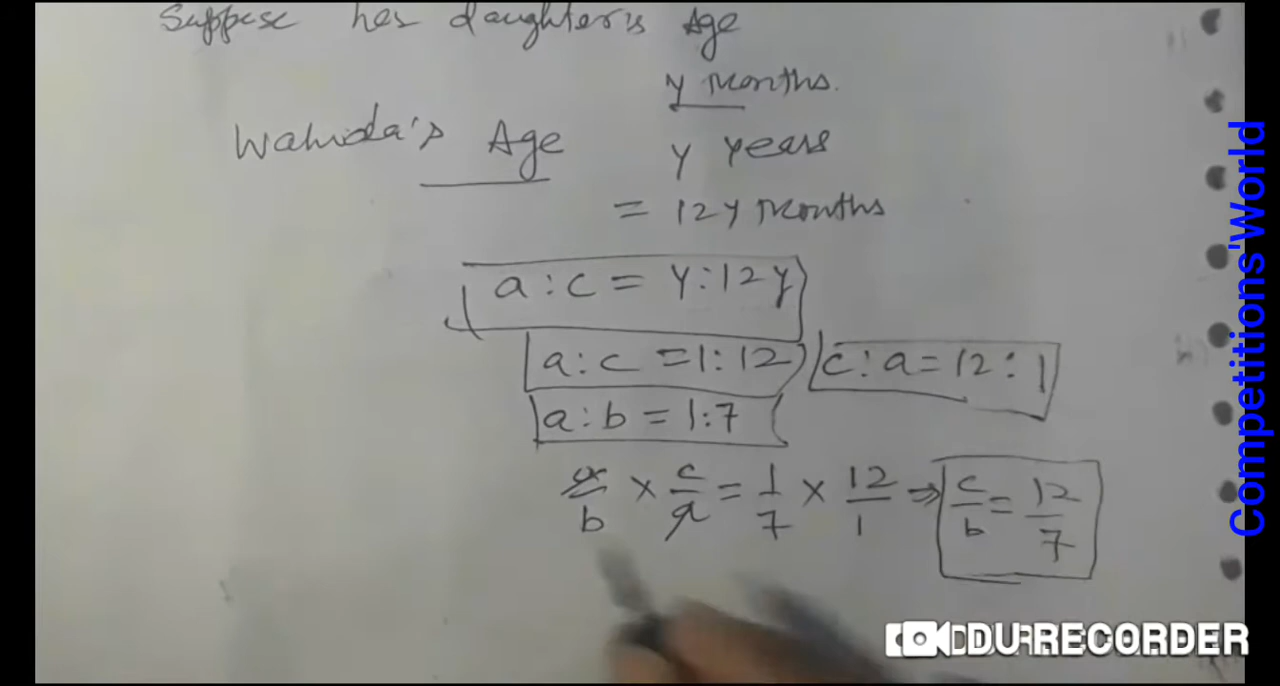 Suppose her daughter's Age
y Months.
Wahida's Age y years
= 12y Months
a : c = y : 12y
a : c = 1 : 12 c : a = 12 : 1
a : b = 1 : 7
a/b × c/a = 1/7 × 12/1 ⇒ c/b = 12/7
Competitions'World
DU RECORDER